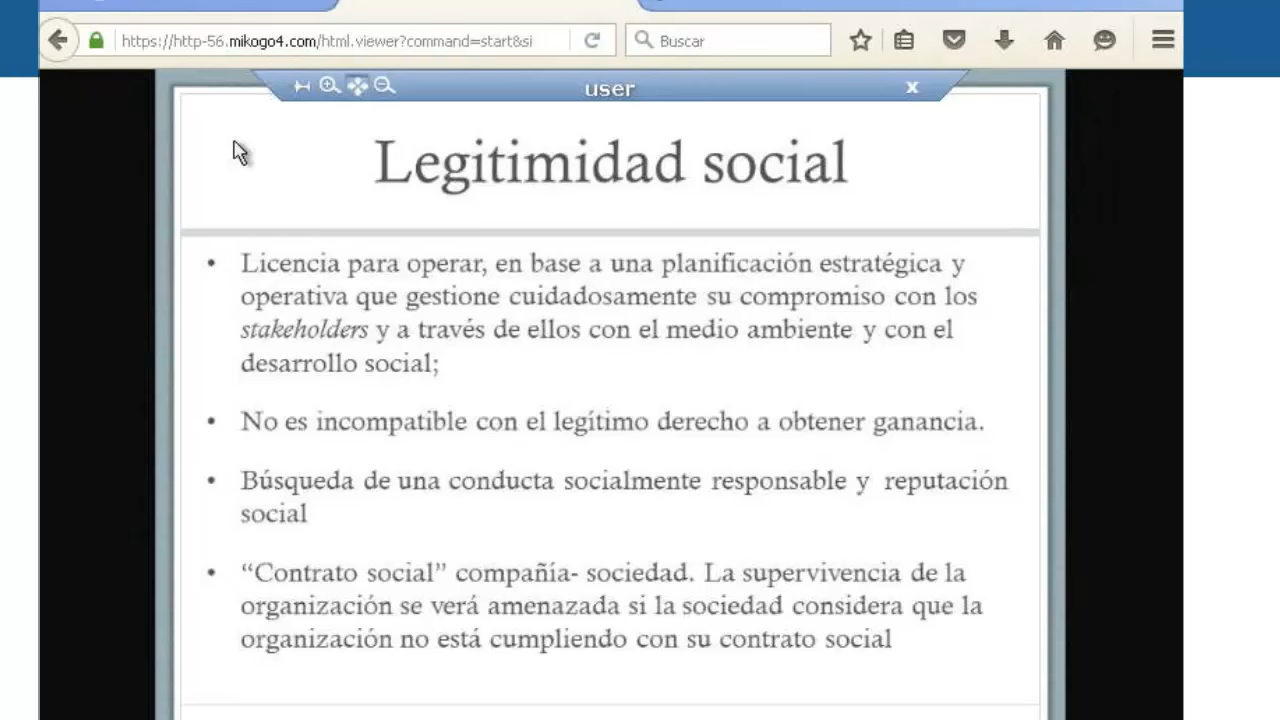 https://http-56.mikogo4.com/html.viewer?command=start&si
Buscar
user
x
Legitimidad social
• Licencia para operar, en base a una planificación estratégica y
operativa que gestione cuidadosamente su compromiso con los
stakeholders y a través de ellos con el medio ambiente y con el
desarrollo social;
• No es incompatible con el legítimo derecho a obtener ganancia.
• Búsqueda de una conducta socialmente responsable y reputación
social
• “Contrato social” compañía- sociedad. La supervivencia de la
organización se verá amenazada si la sociedad considera que la
organización no está cumpliendo con su contrato social